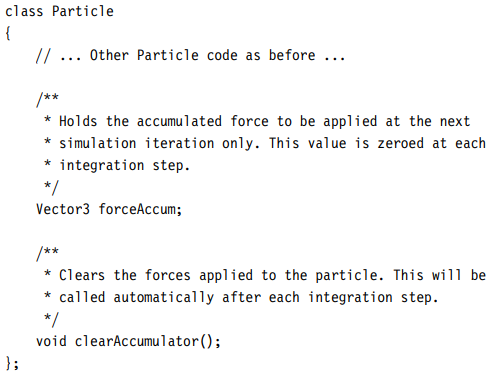 class Particle
{
    // ... Other Particle code as before ...

    /**
     * Holds the accumulated force to be applied at the next
     * simulation iteration only. This value is zeroed at each
     * integration step.
     */
    Vector3 forceAccum;

    /**
     * Clears the forces applied to the particle. This will be
     * called automatically after each integration step.
     */
    void clearAccumulator();
};